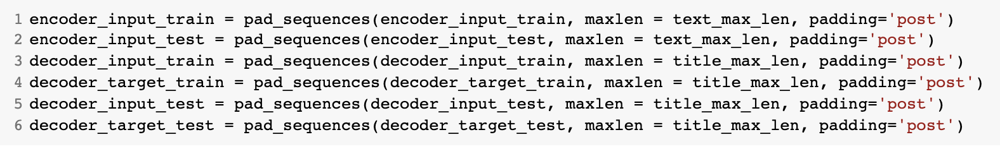 1 encoder_input_train = pad_sequences(encoder_input_train, maxlen = text_max_len, padding='post')
2 encoder_input_test = pad_sequences(encoder_input_test, maxlen = text_max_len, padding='post')
3 decoder_input_train = pad_sequences(decoder_input_train, maxlen = title_max_len, padding='post')
4 decoder_target_train = pad_sequences(decoder_target_train, maxlen = title_max_len, padding='post')
5 decoder_input_test = pad_sequences(decoder_input_test, maxlen = title_max_len, padding='post')
6 decoder_target_test = pad_sequences(decoder_target_test, maxlen = title_max_len, padding='post')